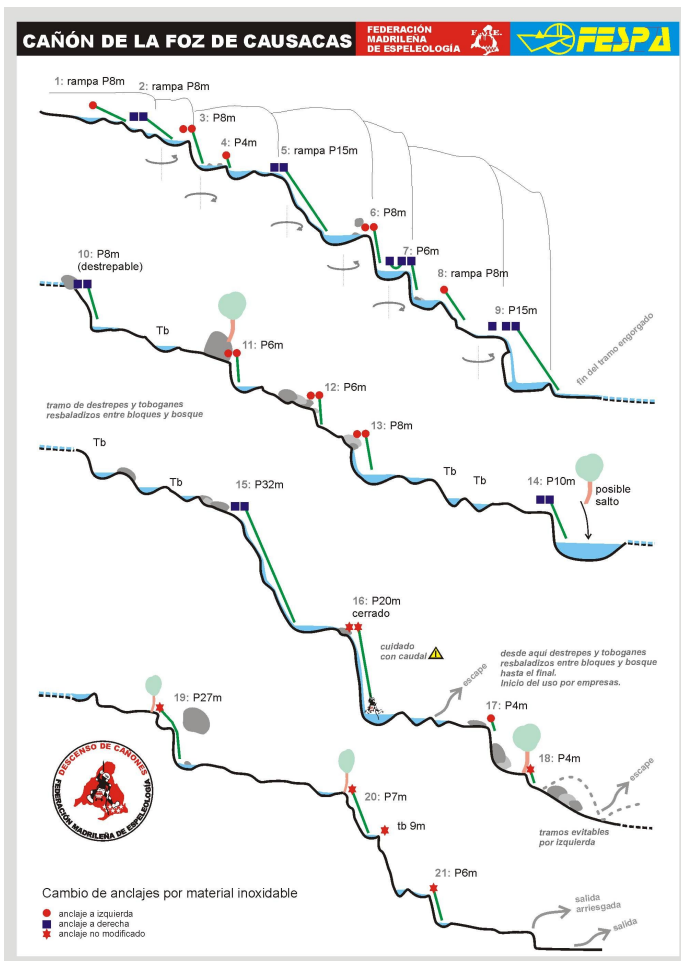 CAÑÓN DE LA FOZ DE CAUSACAS
FEDERACIÓN
MADRILEÑA
DE ESPELEOLOGÍA
F.M.E.
FESPA
1: rampa P8m
2: rampa P8m
3: P8m
4: P4m
5: rampa P15m
6: P8m
7: P6m
8: rampa P8m
9: P15m
fin del tramo engorgado
10: P8m
(destrepable)
Tb
11: P6m
tramo de destrepes y toboganes
resbaladizos entre bloques y bosque
12: P6m
13: P8m
Tb
Tb
14: P10m
posible
salto
Tb
Tb
15: P32m
16: P20m
cerrado
cuidado
con caudal
desde aquí destrepes y toboganes
resbaladizos entre bloques y bosque
hasta el final.
Inicio del uso por empresas.
escape
17: P4m
18: P4m
escape
tramos evitables
por izquierda
19: P27m
DESCENSO DE CAÑONES
FEDERACIÓN MADRILEÑA DE ESPELEOLOGÍA
20: P7m
tb 9m
21: P6m
salida
arriesgada
salida
Cambio de anclajes por material inoxidable
anclaje a izquierda
anclaje a derecha
anclaje no modificado